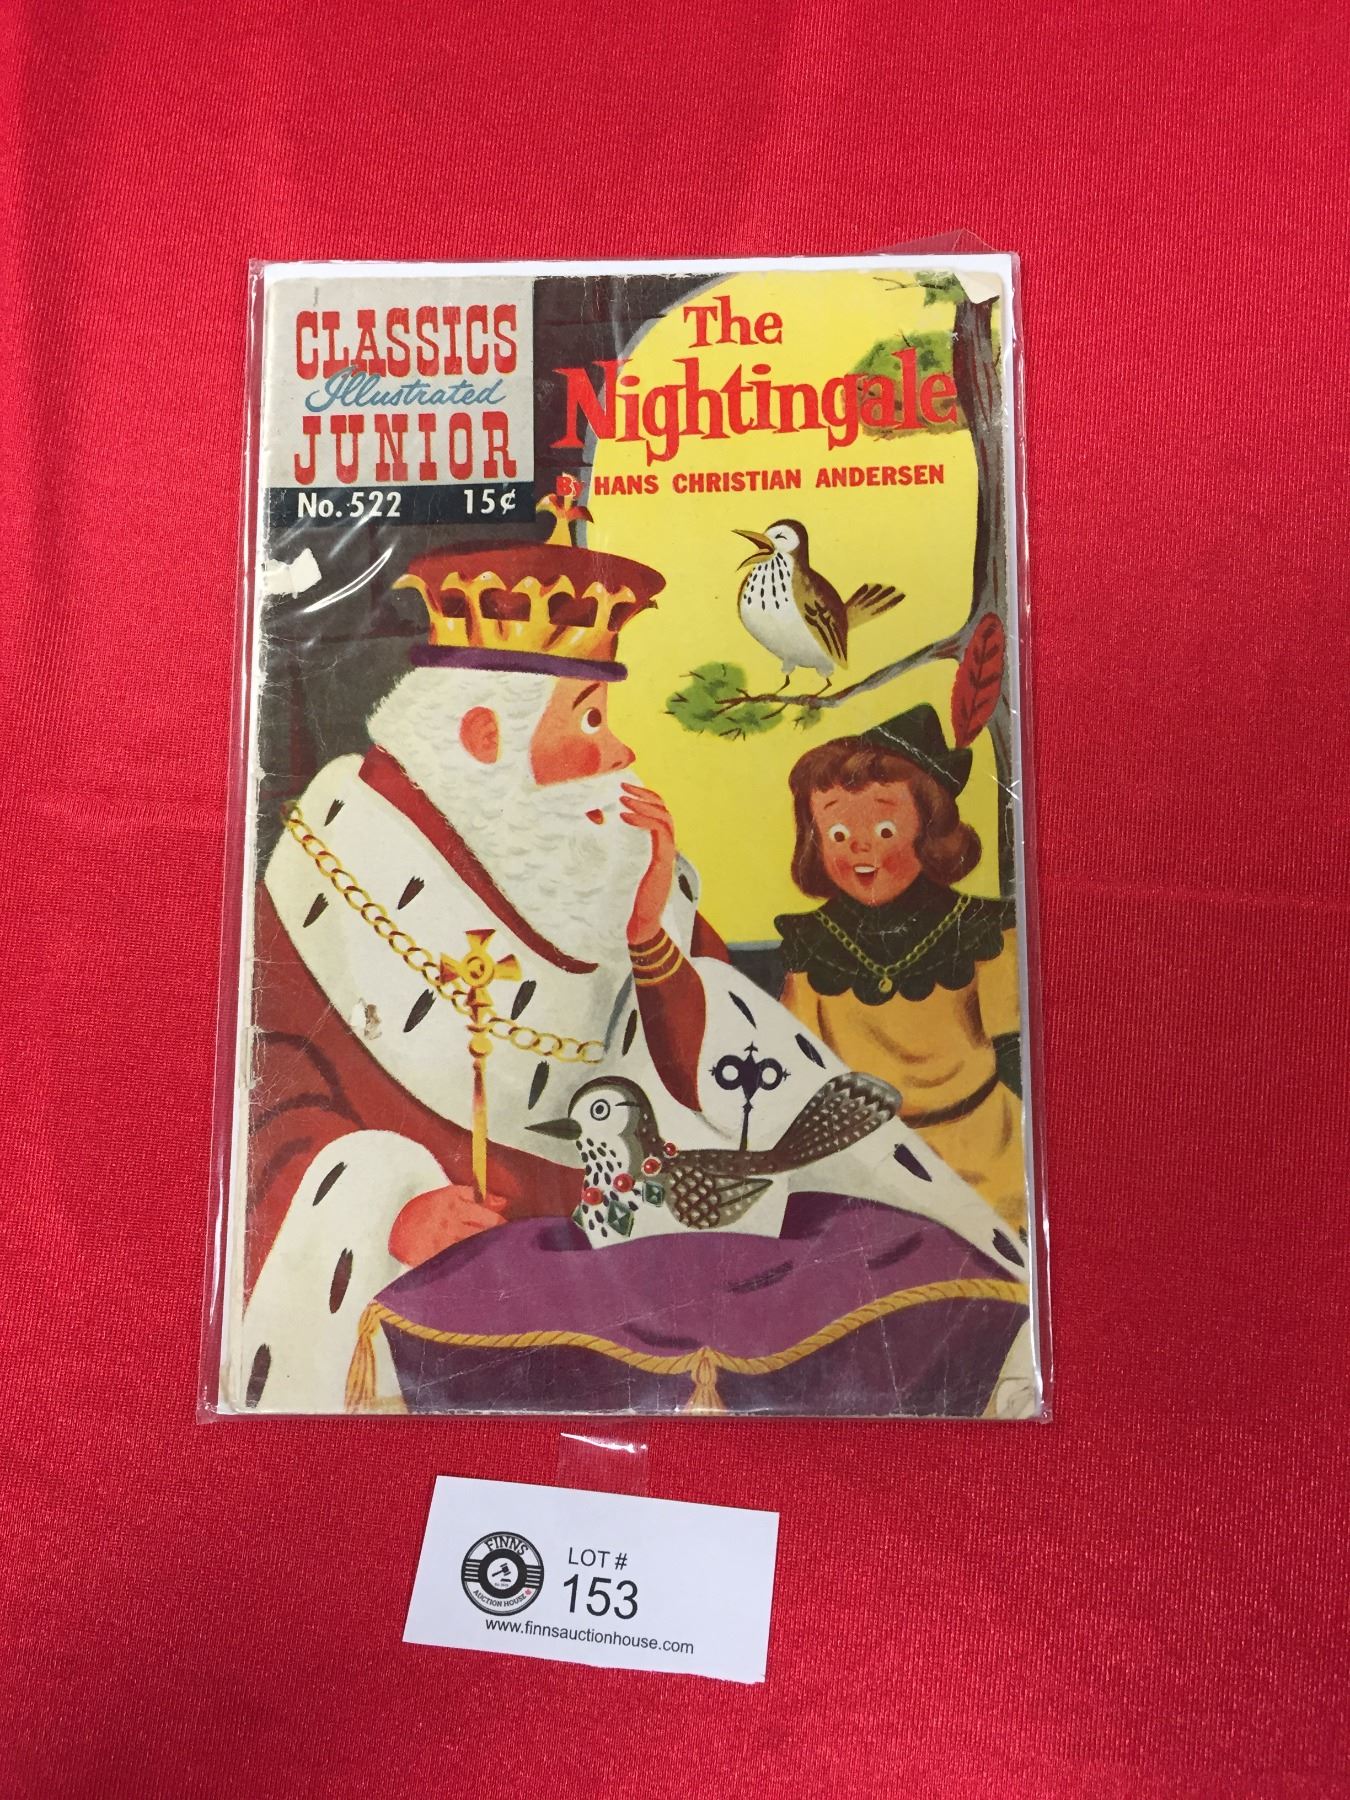 CLASSICS
Illustrated
JUNIOR
No. 522 15¢
The
Nightingale
By HANS CHRISTIAN ANDERSEN
FINNS
AUCTION HOUSE
LOT #
153
www.finnsauctionhouse.com